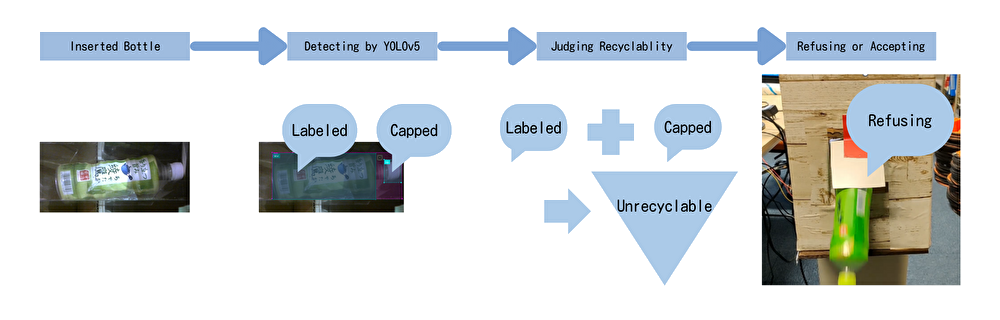 Inserted Bottle
Detecting by YOLOv5
Judging Recyclablity
Refusing or Accepting
Labeled
Capped
Labeled
Capped
Unrecyclable
Refusing